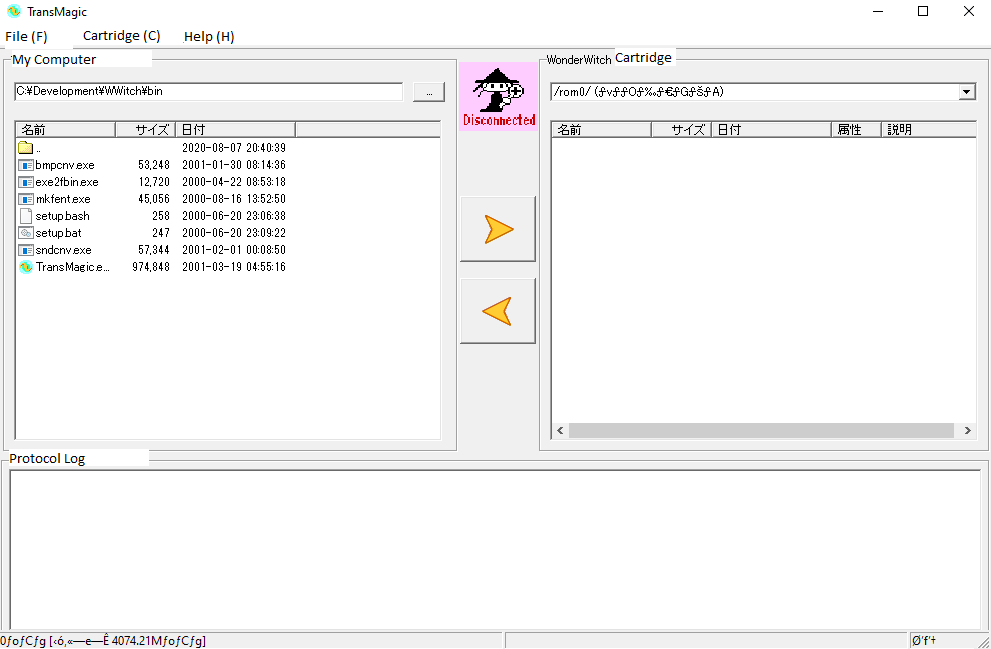 TransMagic
File (F) Cartridge (C) Help (H)
My Computer
C:¥Development¥WWitch¥bin
...
名前 サイズ 日付
.. 2020-08-07 20:40:39
bmpcnv.exe 53,248 2001-01-30 08:14:36
exe2fbin.exe 12,720 2000-04-22 08:53:18
mkfent.exe 45,056 2000-08-16 13:52:50
setup.bash 258 2000-06-20 23:06:38
setup.bat 247 2000-06-20 23:09:22
sndcnv.exe 57,344 2001-02-01 00:08:50
TransMagic.e... 974,848 2001-03-19 04:55:16
Disconnected
WonderWitch Cartridge
/rom0/ (ƒvƒƒOƒ‰ƒ€ƒGƒŠƒA)
名前 サイズ 日付 属性 説明
Protocol Log
0ƒoƒCƒg [‹ó‚«—e—Ê 4074.21MƒoƒCƒg]
Ø’f’†